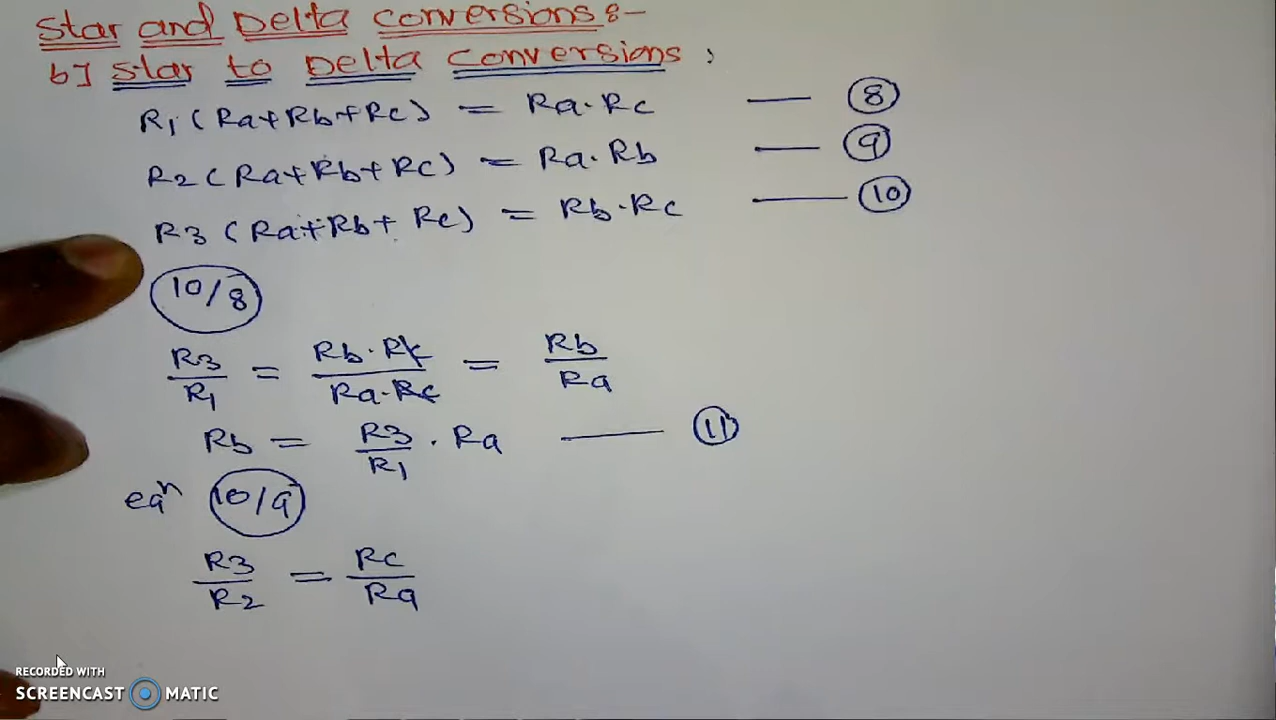 Star and Delta conversions:-
b] Star to Delta conversions ;
R1 (Ra+Rb+Rc) = Ra.Rc — 8
R2 (Ra+Rb+Rc) = Ra.Rb — 9
R3 (Ra+Rb+Rc) = Rb.Rc — 10
10/8
R3/R1 = Rb.Rc/Ra.Rc = Rb/Ra
Rb = R3/R1 . Ra — 11
eqn 10/9
R3/R2 = Rc/Ra
RECORDED WITH
SCREENCAST MATIC